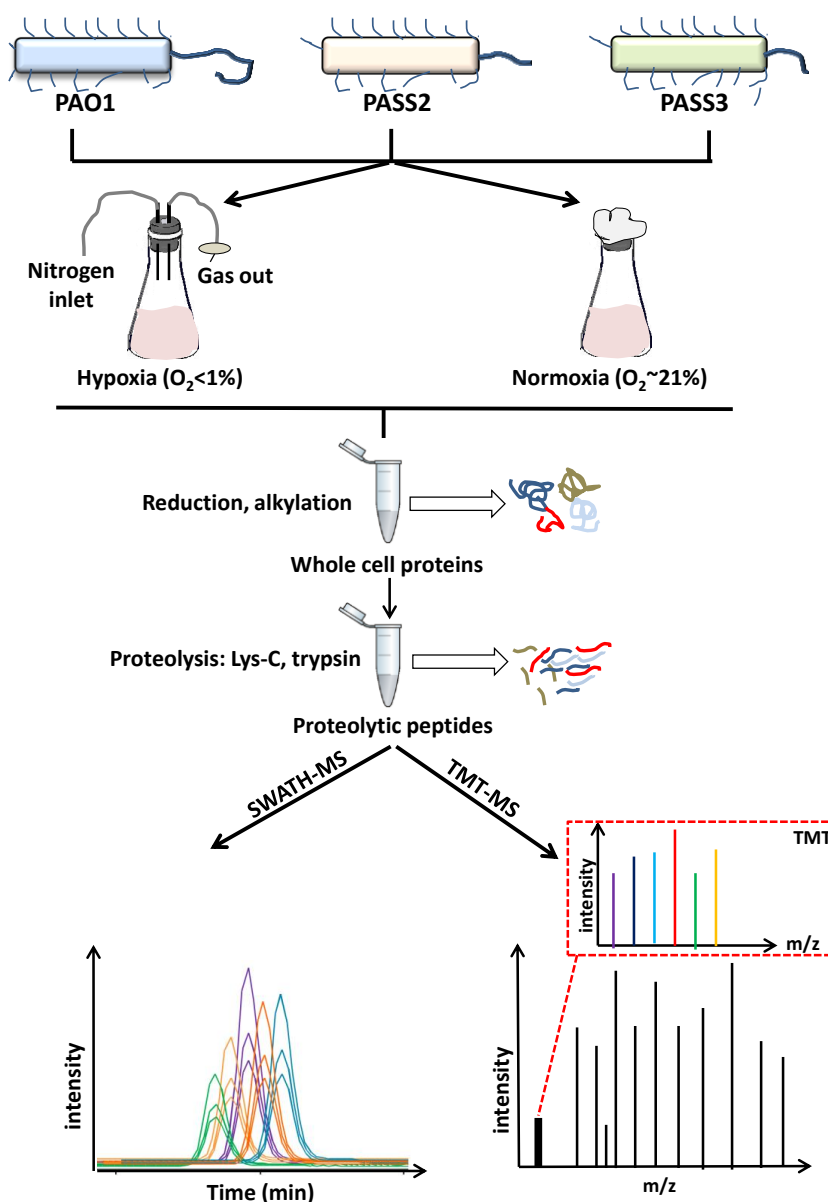 PAO1
PASS2
PASS3
Nitrogen
inlet
Gas out
Hypoxia (O₂<1%)
Normoxia (O₂~21%)
Reduction, alkylation
Whole cell proteins
Proteolysis: Lys-C, trypsin
Proteolytic peptides
SWATH-MS
TMT-MS
TMT
intensity
m/z
intensity
Time (min)
intensity
m/z